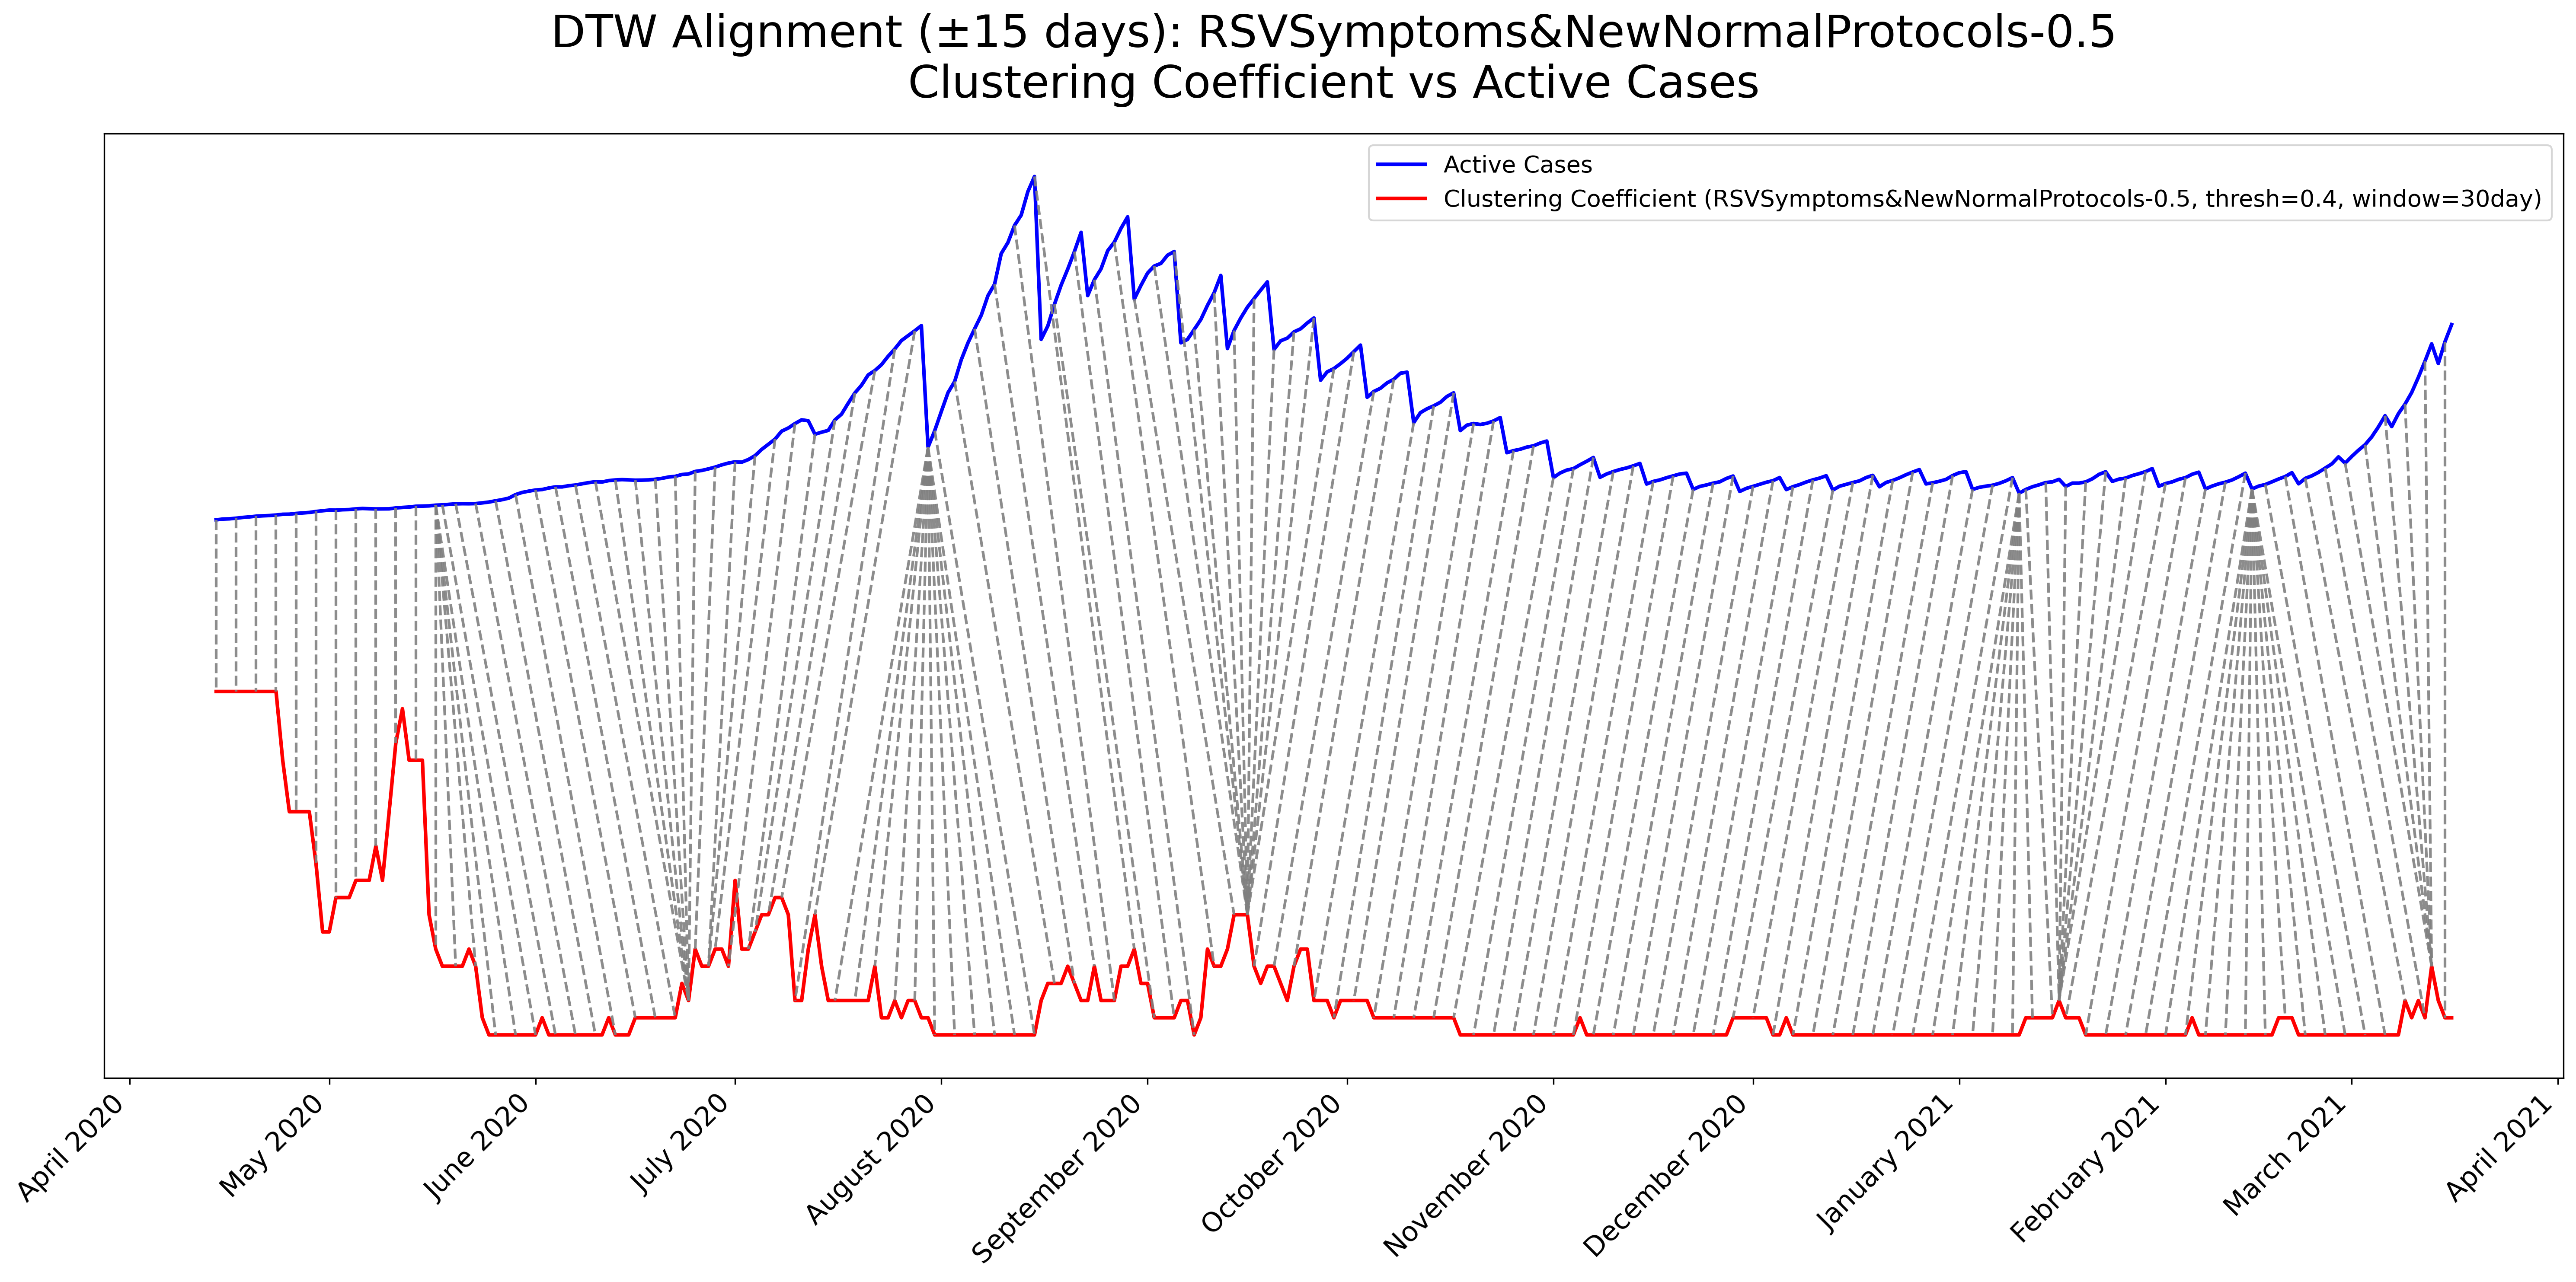 DTW Alignment (±15 days): RSVSymptoms&NewNormalProtocols-0.5
Clustering Coefficient vs Active Cases
Active Cases
Clustering Coefficient (RSVSymptoms&NewNormalProtocols-0.5, thresh=0.4, window=30day)
April 2020
May 2020
June 2020
July 2020
August 2020
September 2020
October 2020
November 2020
December 2020
January 2021
February 2021
March 2021
April 2021